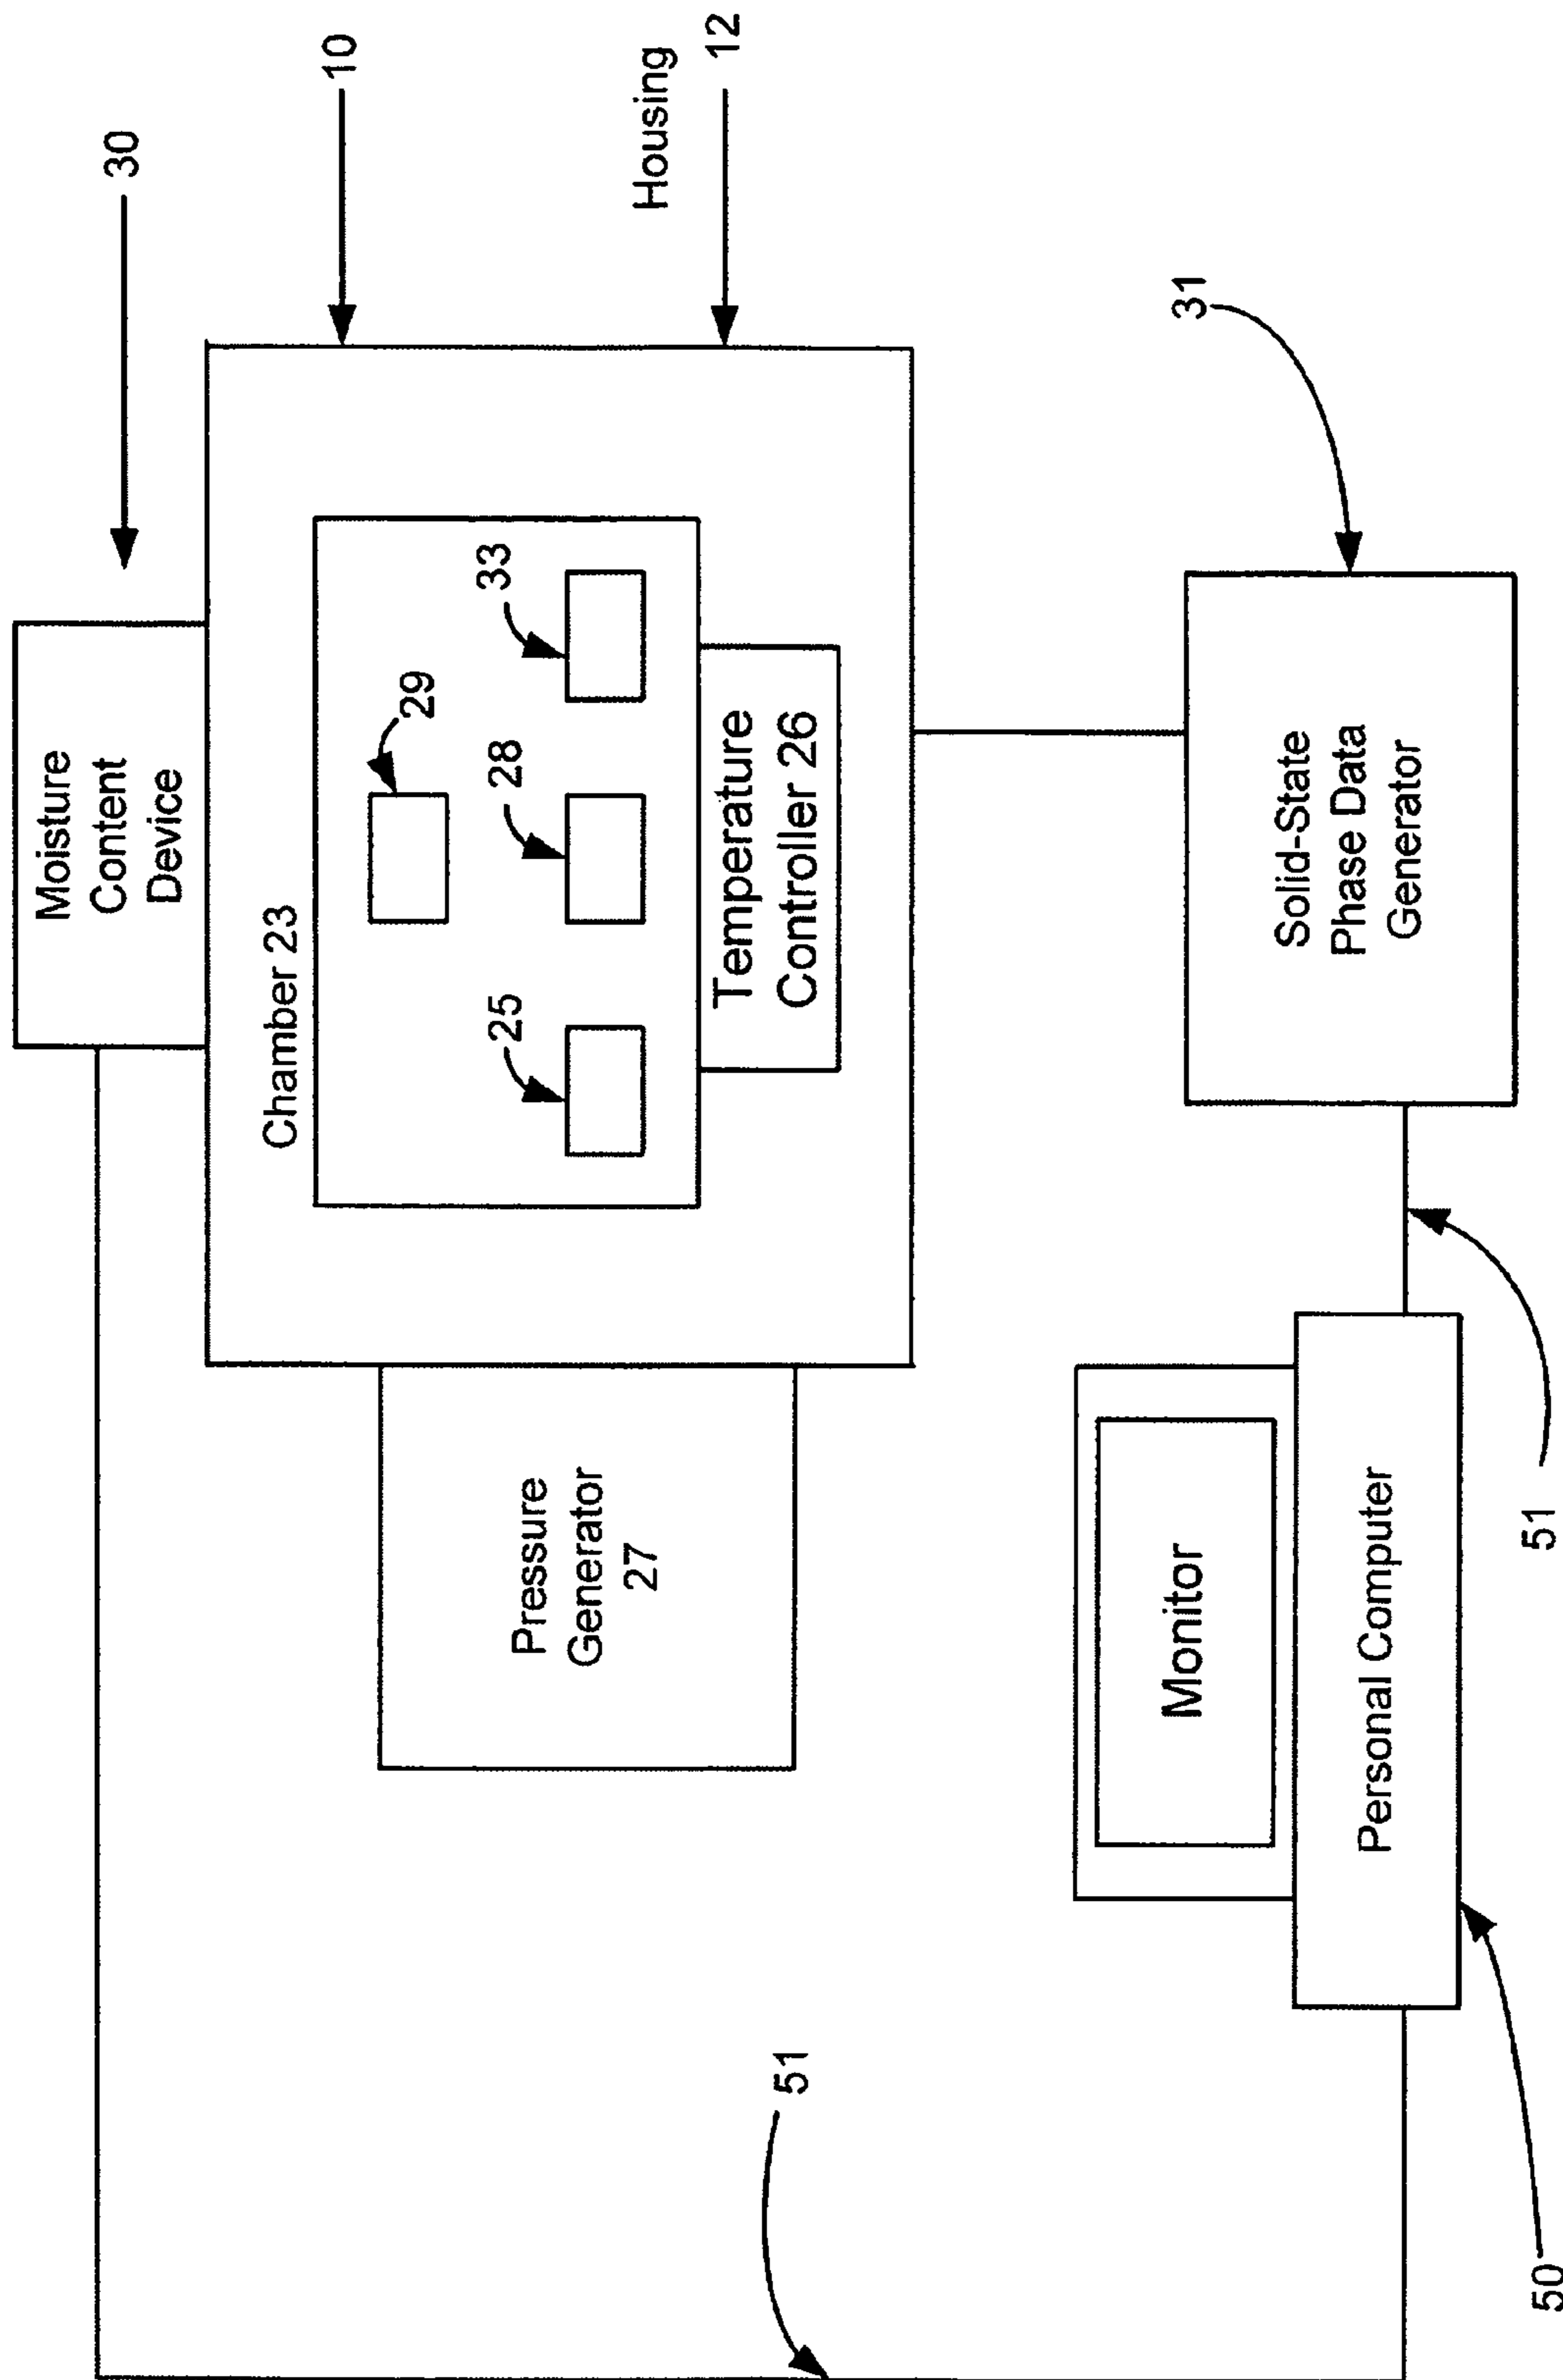 30
10
Housing
12
Moisture
Content
Device
Chamber 23
29
25
28
33
Temperature
Controller 26
Pressure
Generator
27
31
Solid-State
Phase Data
Generator
Monitor
Personal Computer
51
51
50